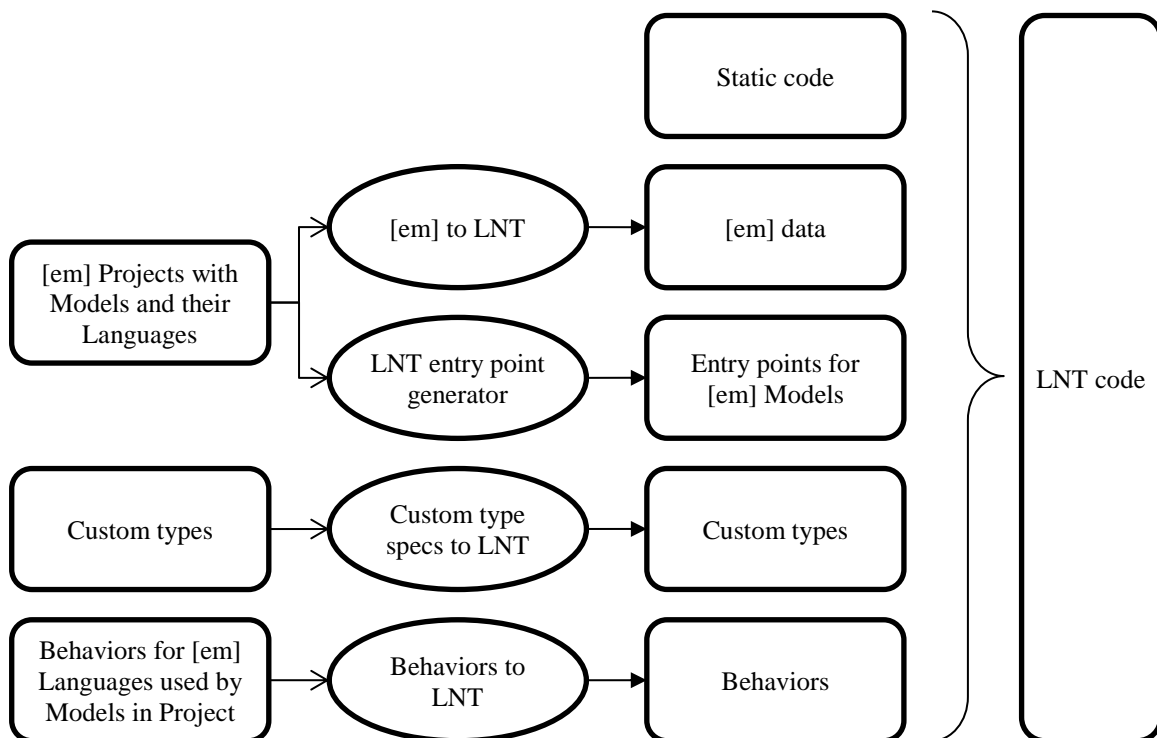 Static code
[em] to LNT
[em] data
[em] Projects with
Models and their
Languages
LNT entry point
generator
Entry points for
[em] Models
LNT code
Custom types
Custom type
specs to LNT
Custom types
Behaviors for [em]
Languages used by
Models in Project
Behaviors to
LNT
Behaviors